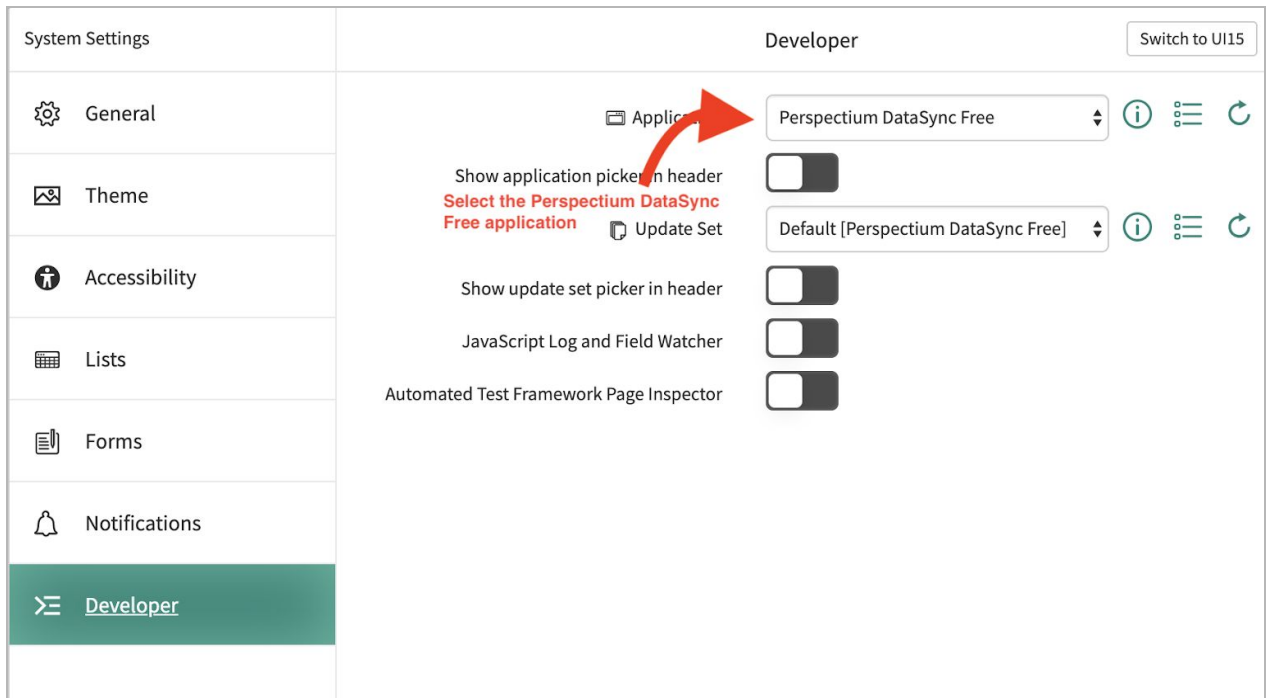 System Settings
Developer
Switch to UI15
General
Theme
Accessibility
Lists
Forms
Notifications
Developer
Perspectium DataSync Free
Show application picker in header
Select the Perspectium DataSync
Free application
Update Set
Default [Perspectium DataSync Free]
Show update set picker in header
JavaScript Log and Field Watcher
Automated Test Framework Page Inspector